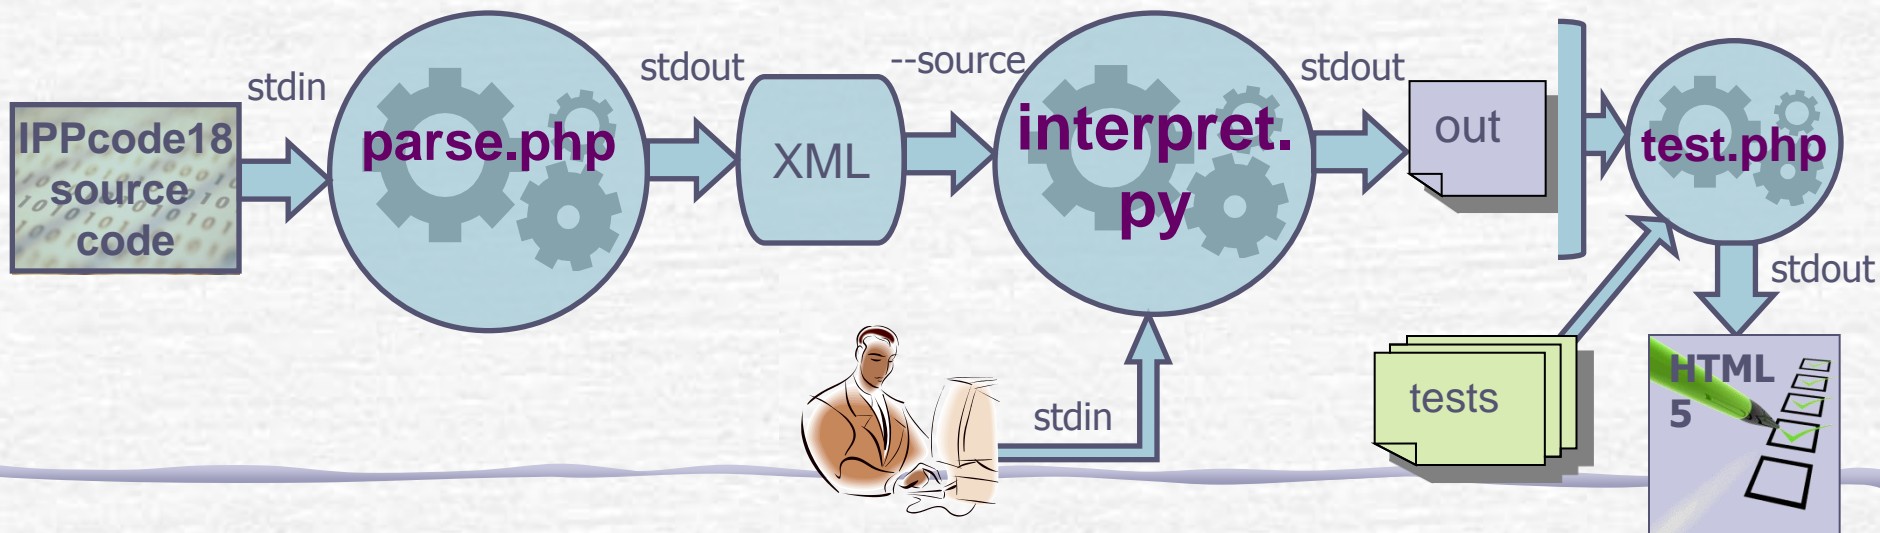 IPPcode18
source
code
stdin
parse.php
stdout
XML
--source
interpret.
py
stdout
out
test.php
stdout
stdin
tests
HTML
5